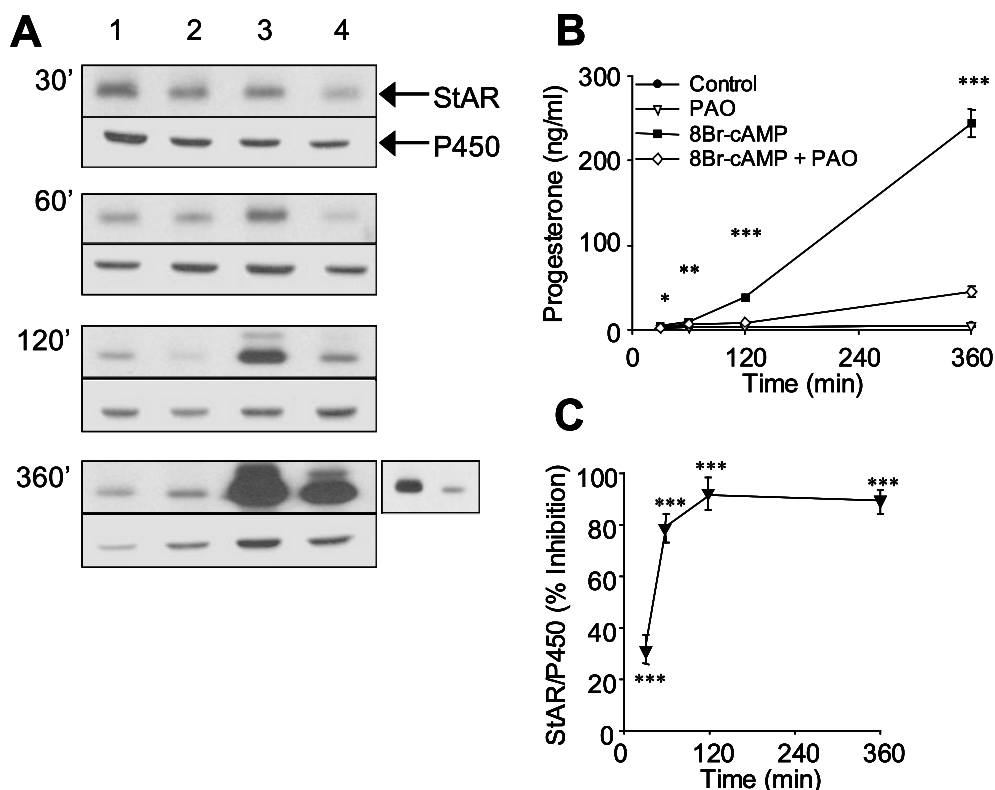 A
1 2 3 4
30’
StAR
P450
60’
120’
360’
B
Progesterone (ng/ml)
300
200
100
0
Control
PAO
8Br-cAMP
8Br-cAMP + PAO
*
**
***
***
0 120 240 360
Time (min)
C
StAR/P450 (% Inhibition)
100
80
60
40
20
0
***
***
***
***
0 120 240 360
Time (min)